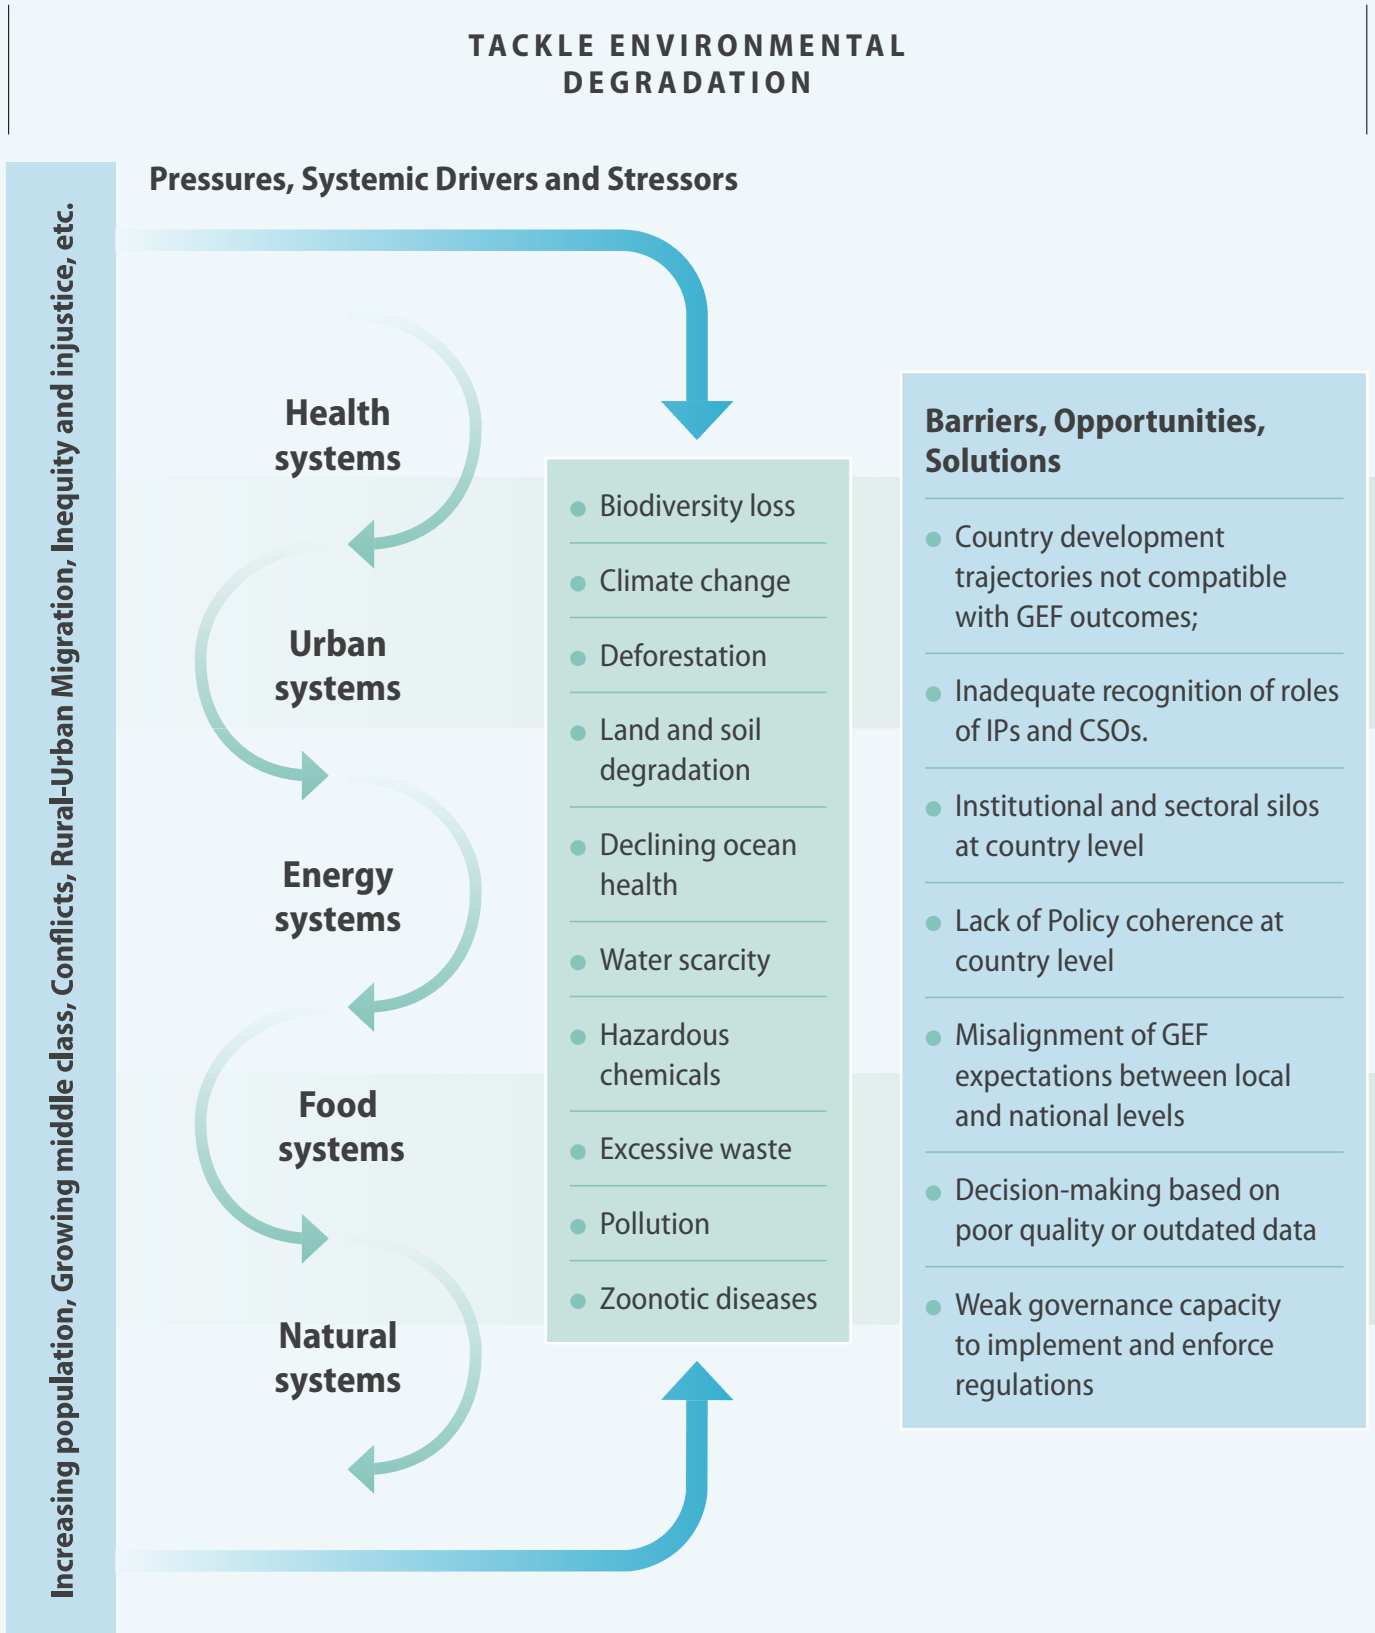 TACKLE ENVIRONMENTAL
DEGRADATION
Pressures, Systemic Drivers and Stressors
Increasing population, Growing middle class, Conflicts, Rural-Urban Migration, Inequity and injustice, etc.
Health
systems
Urban
systems
Energy
systems
Food
systems
Natural
systems
Biodiversity loss
Climate change
Deforestation
Land and soil
degradation
Declining ocean
health
Water scarcity
Hazardous
chemicals
Excessive waste
Pollution
Zoonotic diseases
Barriers, Opportunities,
Solutions
Country development
trajectories not compatible
with GEF outcomes;
Inadequate recognition of roles
of IPs and CSOs.
Institutional and sectoral silos
at country level
Lack of Policy coherence at
country level
Misalignment of GEF
expectations between local
and national levels
Decision-making based on
poor quality or outdated data
Weak governance capacity
to implement and enforce
regulations